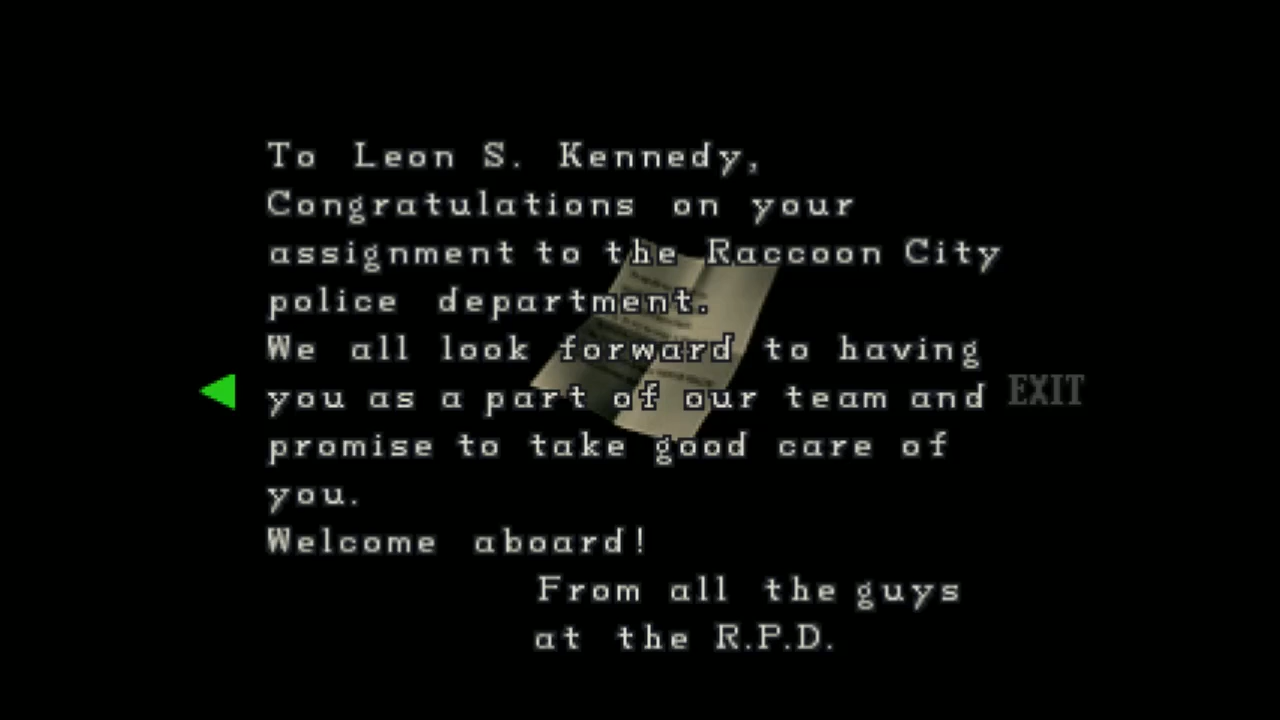 To Leon S. Kennedy,
Congratulations on your
assignment to the Raccoon City
police department.
We all look forward to having
you as a part of our team and
EXIT
promise to take good care of
you.
Welcome aboard!
From all the guys
at the R.P.D.